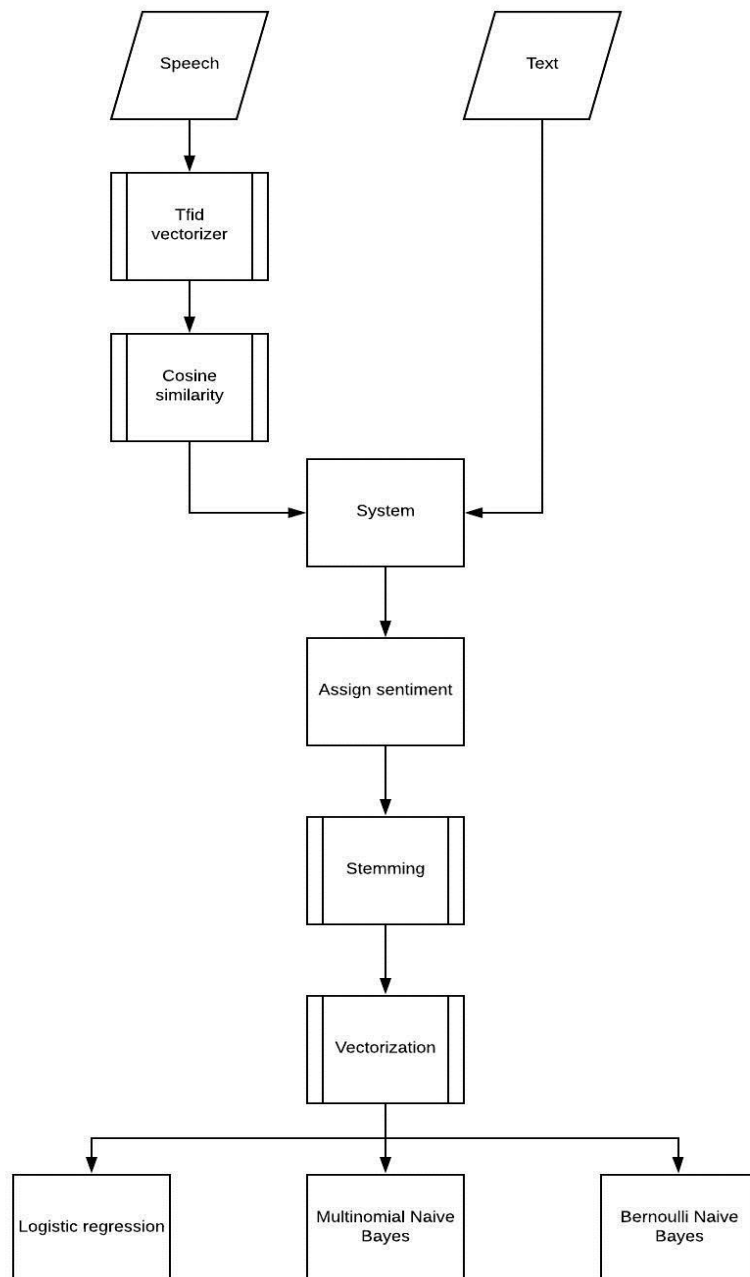 Speech
Text
Tfid
vectorizer
Cosine
similarity
System
Assign sentiment
Stemming
Vectorization
Logistic regression
Multinomial Naive
Bayes
Bernoulli Naive
Bayes